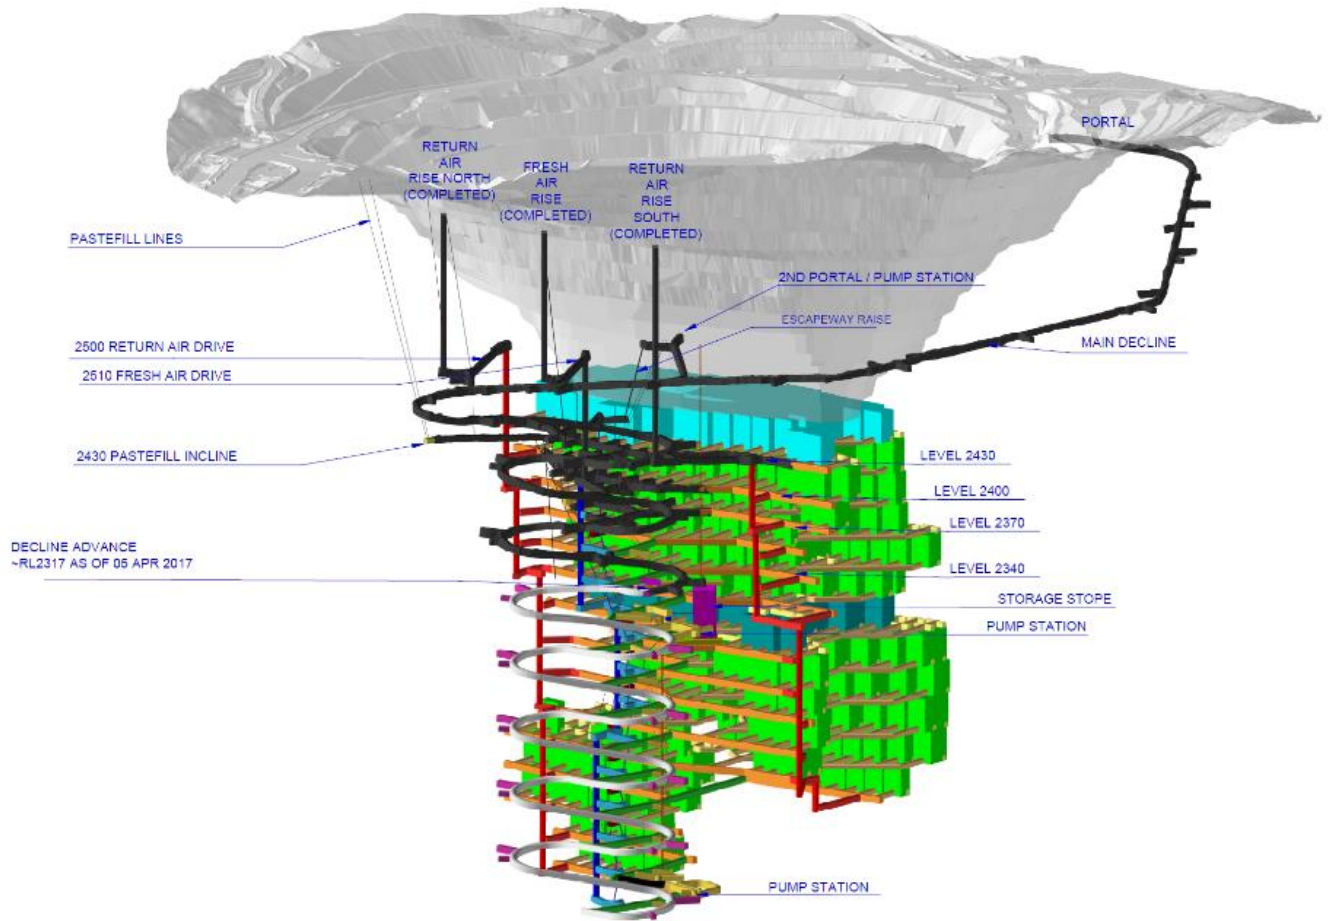 PORTAL
RETURN
AIR
RISE NORTH
(COMPLETED)
FRESH
AIR
RISE
(COMPLETED)
RETURN
AIR
RISE
SOUTH
(COMPLETED)
PASTEFILL LINES
2ND PORTAL / PUMP STATION
ESCAPEWAY RAISE
2500 RETURN AIR DRIVE
MAIN DECLINE
2510 FRESH AIR DRIVE
2430 PASTEFILL INCLINE
LEVEL 2430
LEVEL 2400
LEVEL 2370
DECLINE ADVANCE
~RL2317 AS OF 05 APR 2017
LEVEL 2340
STORAGE STOPE
PUMP STATION
PUMP STATION